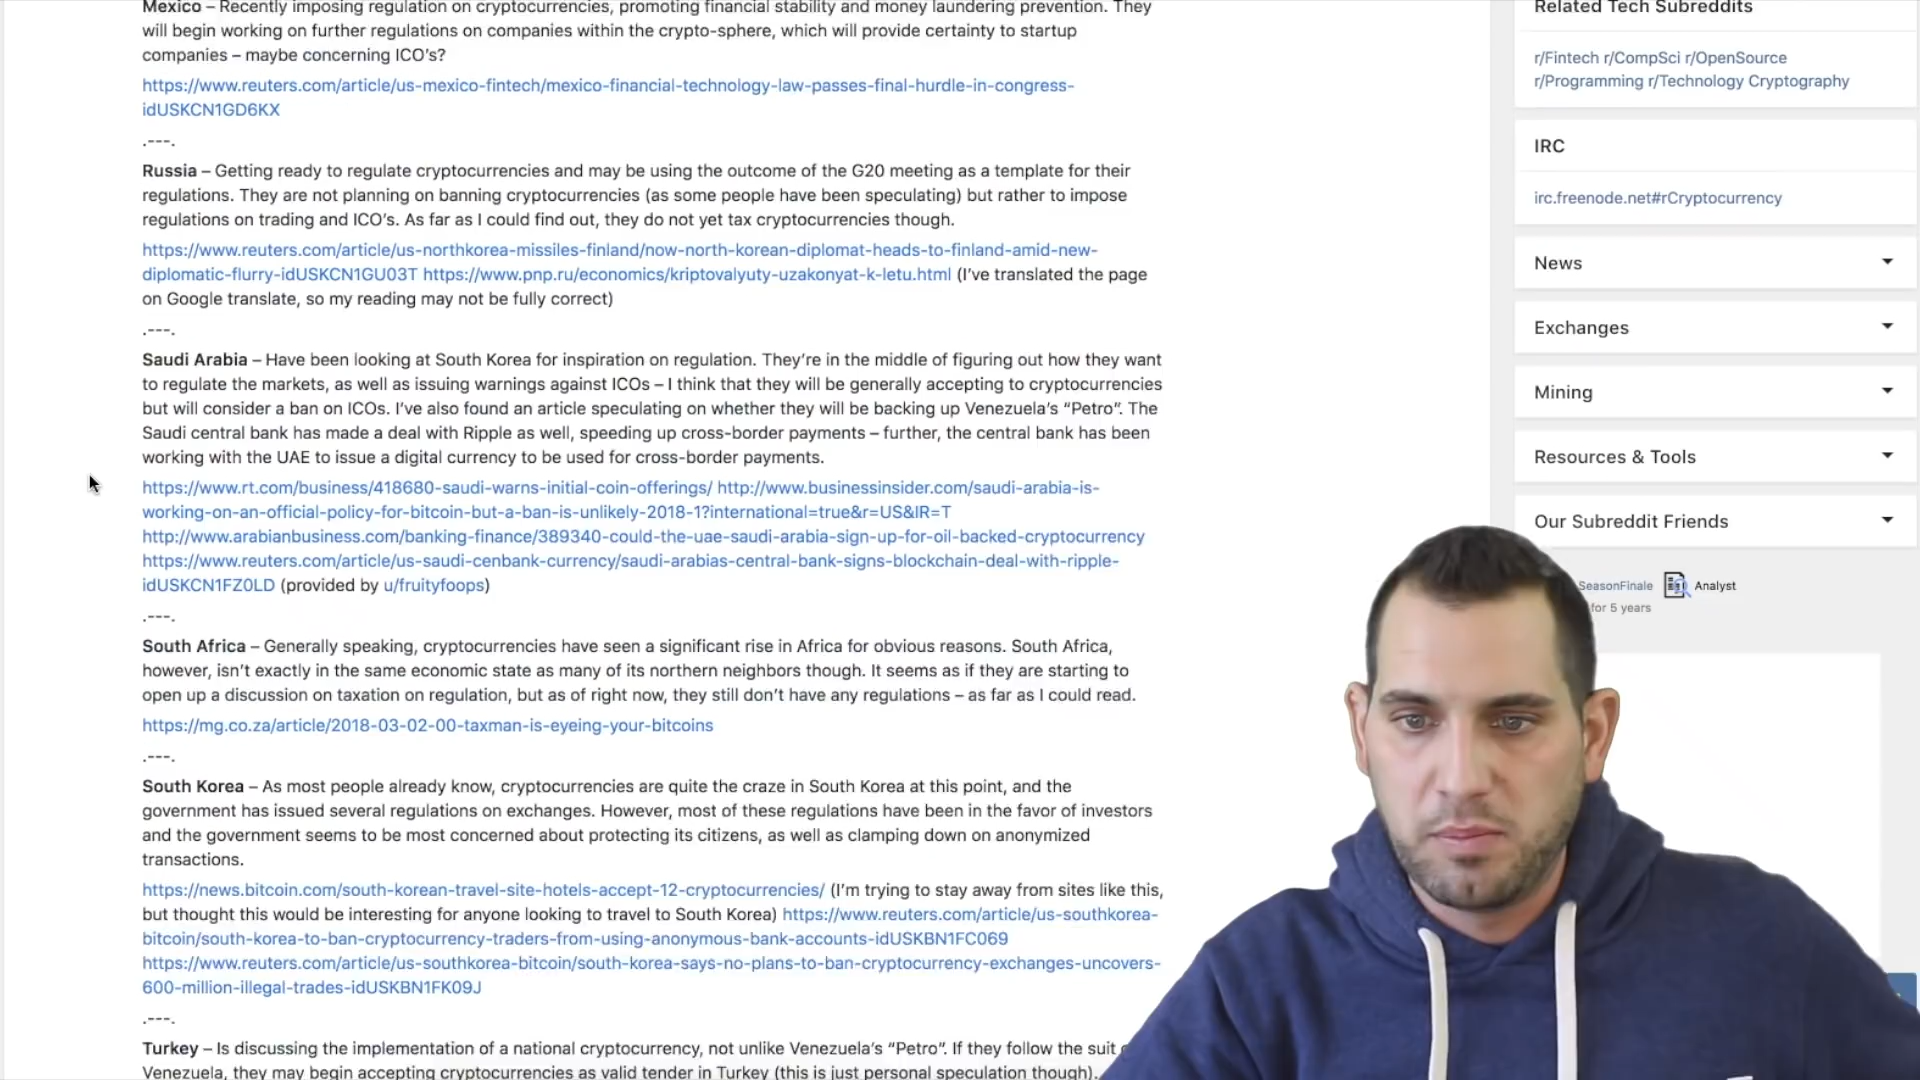 Mexico – Recently imposing regulation on cryptocurrencies, promoting financial stability and money laundering prevention. They
will begin working on further regulations on companies within the crypto-sphere, which will provide certainty to startup
companies – maybe concerning ICO's?
https://www.reuters.com/article/us-mexico-fintech/mexico-financial-technology-law-passes-final-hurdle-in-congress-
idUSKCN1GD6KX
.---.
Russia – Getting ready to regulate cryptocurrencies and may be using the outcome of the G20 meeting as a template for their
regulations. They are not planning on banning cryptocurrencies (as some people have been speculating) but rather to impose
regulations on trading and ICO's. As far as I could find out, they do not yet tax cryptocurrencies though.
https://www.reuters.com/article/us-northkorea-missiles-finland/now-north-korean-diplomat-heads-to-finland-amid-new-
diplomatic-flurry-idUSKCN1GU03T https://www.pnp.ru/economics/kriptovalyuty-uzakonyat-k-letu.html (I've translated the page
on Google translate, so my reading may not be fully correct)
.---.
Saudi Arabia – Have been looking at South Korea for inspiration on regulation. They're in the middle of figuring out how they want
to regulate the markets, as well as issuing warnings against ICOs – I think that they will be generally accepting to cryptocurrencies
but will consider a ban on ICOs. I've also found an article speculating on whether they will be backing up Venezuela's “Petro”. The
Saudi central bank has made a deal with Ripple as well, speeding up cross-border payments – further, the central bank has been
working with the UAE to issue a digital currency to be used for cross-border payments.
https://www.rt.com/business/418680-saudi-warns-initial-coin-offerings/ http://www.businessinsider.com/saudi-arabia-is-
working-on-an-official-policy-for-bitcoin-but-a-ban-is-unlikely-2018-1?international=true&r=US&IR=T
http://www.arabianbusiness.com/banking-finance/389340-could-the-uae-saudi-arabia-sign-up-for-oil-backed-cryptocurrency
https://www.reuters.com/article/us-saudi-cenbank-currency/saudi-arabias-central-bank-signs-blockchain-deal-with-ripple-
idUSKCN1FZ0LD (provided by u/fruityfoops)
.---.
South Africa – Generally speaking, cryptocurrencies have seen a significant rise in Africa for obvious reasons. South Africa,
however, isn't exactly in the same economic state as many of its northern neighbors though. It seems as if they are starting to
open up a discussion on taxation on regulation, but as of right now, they still don't have any regulations – as far as I could read.
https://mg.co.za/article/2018-03-02-00-taxman-is-eyeing-your-bitcoins
.---.
South Korea – As most people already know, cryptocurrencies are quite the craze in South Korea at this point, and the
government has issued several regulations on exchanges. However, most of these regulations have been in the favor of investors
and the government seems to be most concerned about protecting its citizens, as well as clamping down on anonymized
transactions.
https://news.bitcoin.com/south-korean-travel-site-hotels-accept-12-cryptocurrencies/ (I'm trying to stay away from sites like this,
but thought this would be interesting for anyone looking to travel to South Korea) https://www.reuters.com/article/us-southkorea-
bitcoin/south-korea-to-ban-cryptocurrency-traders-from-using-anonymous-bank-accounts-idUSKBN1FC069
https://www.reuters.com/article/us-southkorea-bitcoin/south-korea-says-no-plans-to-ban-cryptocurrency-exchanges-uncovers-
600-million-illegal-trades-idUSKBN1FK09J
.---.
Turkey – Is discussing the implementation of a national cryptocurrency, not unlike Venezuela's “Petro”. If they follow the suit
Venezuela, they may begin accepting cryptocurrencies as valid tender in Turkey (this is just personal speculation though).
Related Tech Subreddits
r/Fintech r/CompSci r/OpenSource
r/Programming r/Technology Cryptography
IRC
irc.freenode.net#rCryptocurrency
News
Exchanges
Mining
Resources & Tools
Our Subreddit Friends
SeasonFinale Analyst
for 5 years